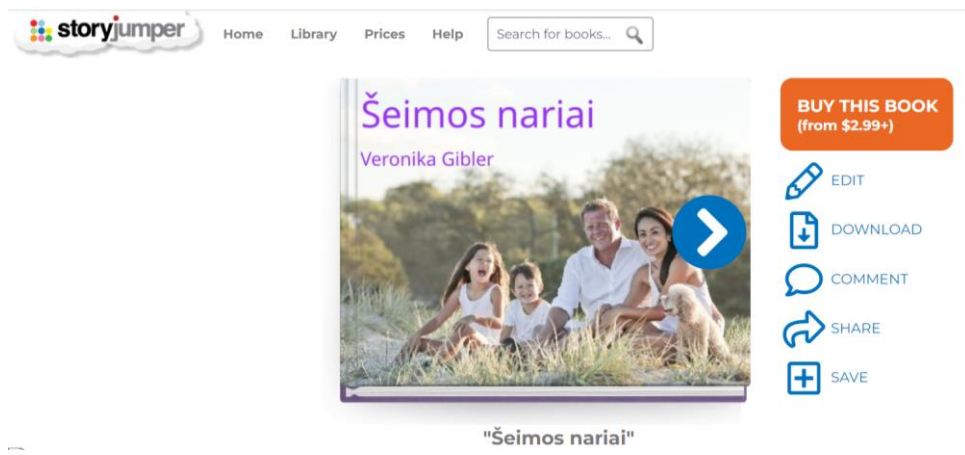 storyjumper
Home Library Prices Help Search for books...
Šeimos nariai
Veronika Gibler
BUY THIS BOOK
(from $2.99+)
EDIT
DOWNLOAD
COMMENT
SHARE
SAVE
"Šeimos nariai"